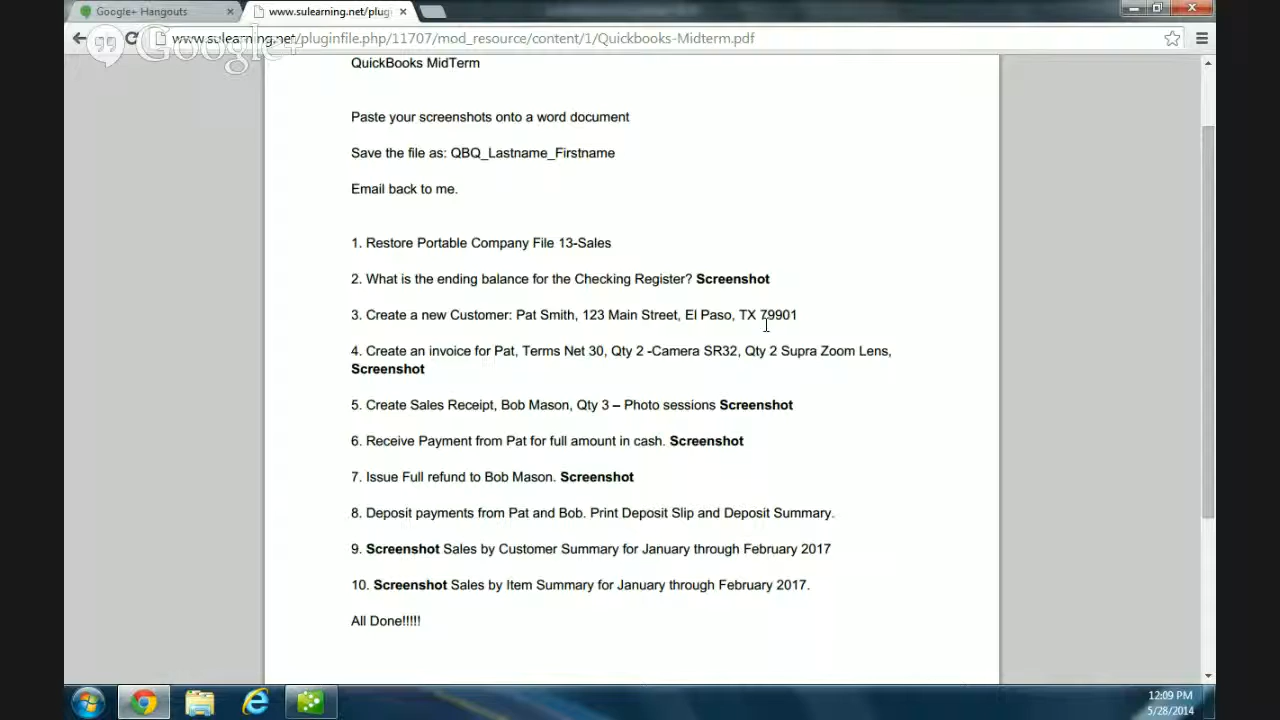 Google+ Hangouts
www.sulearning.net/plug
www.sulearning.net/pluginfile.php/11707/mod_resource/content/1/Quickbooks-Midterm.pdf
Google+
QuickBooks MidTerm
Paste your screenshots onto a word document
Save the file as: QBQ_Lastname_Firstname
Email back to me.
1. Restore Portable Company File 13-Sales
2. What is the ending balance for the Checking Register? Screenshot
3. Create a new Customer: Pat Smith, 123 Main Street, El Paso, TX 79901
4. Create an invoice for Pat, Terms Net 30, Qty 2 -Camera SR32, Qty 2 Supra Zoom Lens,
Screenshot
5. Create Sales Receipt, Bob Mason, Qty 3 – Photo sessions Screenshot
6. Receive Payment from Pat for full amount in cash. Screenshot
7. Issue Full refund to Bob Mason. Screenshot
8. Deposit payments from Pat and Bob. Print Deposit Slip and Deposit Summary.
9. Screenshot Sales by Customer Summary for January through February 2017
10. Screenshot Sales by Item Summary for January through February 2017.
All Done!!!!!
12:09 PM
5/28/2014